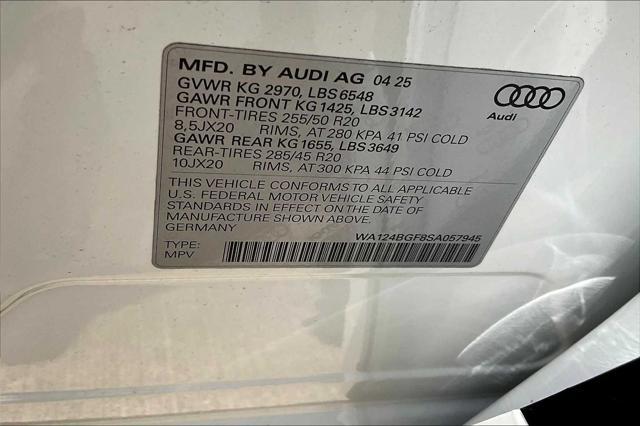 MFD. BY AUDI AG 04 25
GVWR KG 2970, LBS 6548
GAWR FRONT KG 1425, LBS 3142
FRONT-TIRES 255/50 R20
8,5JX20 RIMS, AT 280 KPA 41 PSI COLD
GAWR REAR KG 1655, LBS 3649
REAR-TIRES 285/45 R20
10JX20 RIMS, AT 300 KPA 44 PSI COLD
Audi
THIS VEHICLE CONFORMS TO ALL APPLICABLE
U.S. FEDERAL MOTOR VEHICLE SAFETY
STANDARDS IN EFFECT ON THE DATE OF
MANUFACTURE SHOWN ABOVE.
GERMANY
WA124BGF8SA057945
TYPE:
MPV